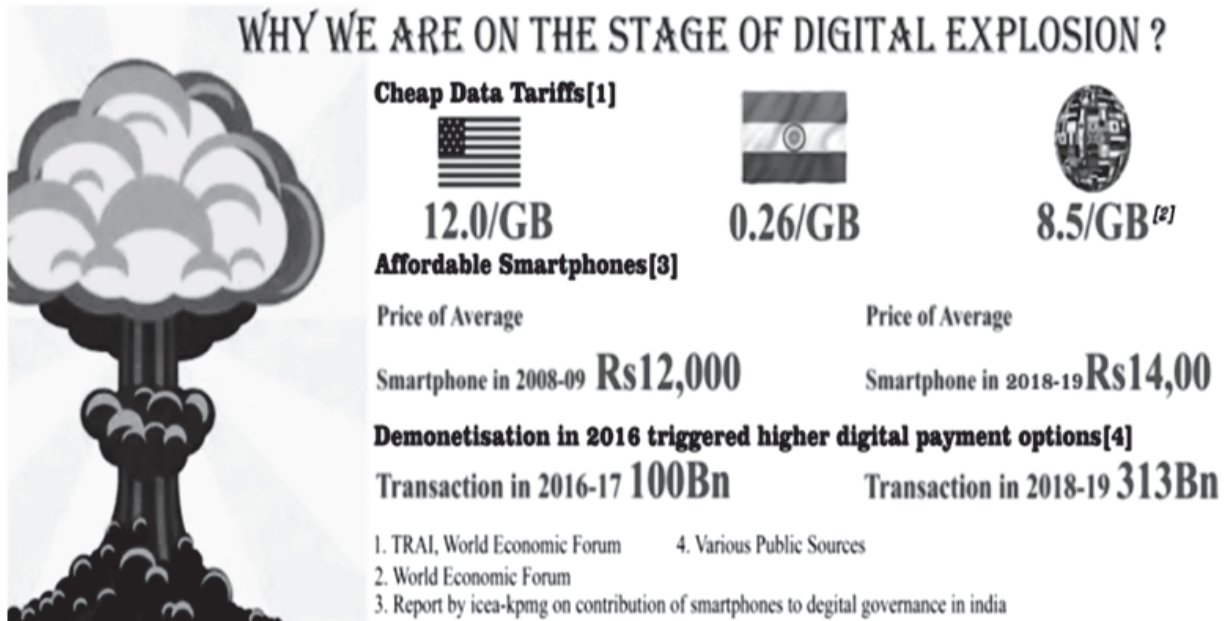 WHY WE ARE ON THE STAGE OF DIGITAL EXPLOSION ?
Cheap Data Tariffs[1]
12.0/GB 0.26/GB 8.5/GB[2]
Affordable Smartphones[3]
Price of Average Price of Average
Smartphone in 2008-09 Rs12,000 Smartphone in 2018-19 Rs14,00
Demonetisation in 2016 triggered higher digital payment options[4]
Transaction in 2016-17 100Bn Transaction in 2018-19 313Bn
1. TRAI, World Economic Forum 4. Various Public Sources
2. World Economic Forum
3. Report by icea-kpmg on contribution of smartphones to degital governance in india